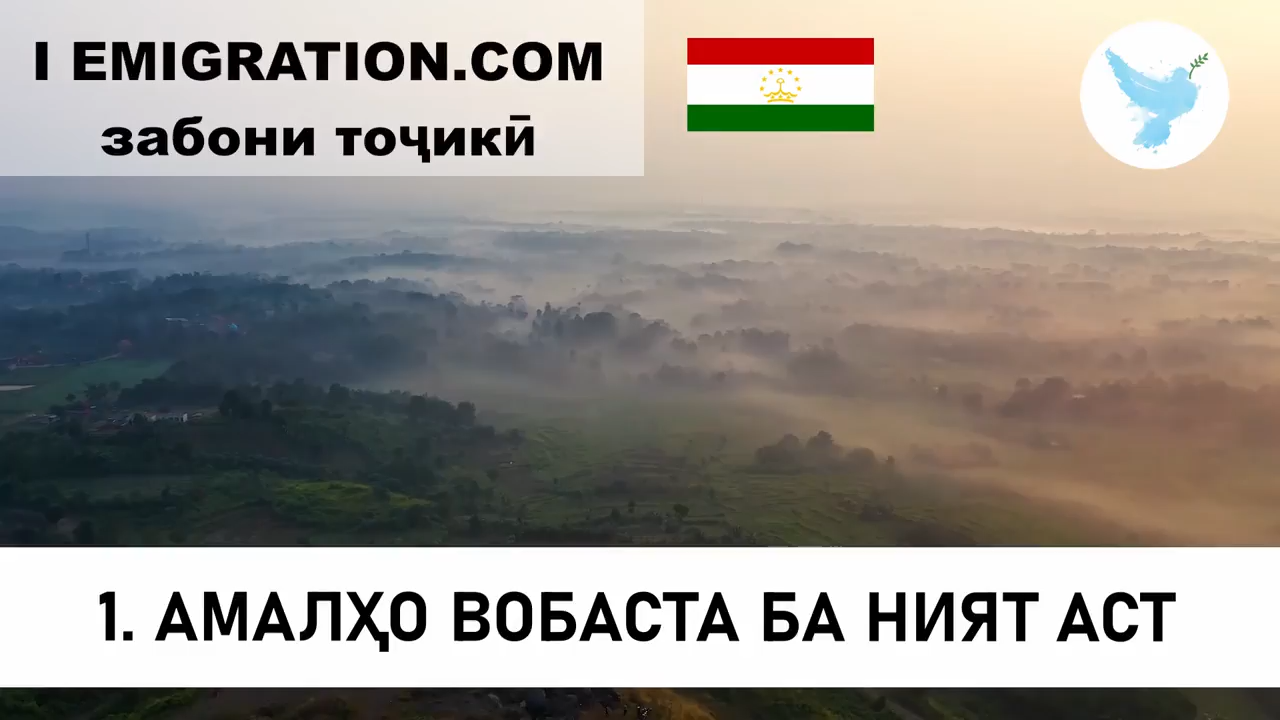 I EMIGRATION.COM
забони тоҷикӣ
1. АМАЛҲО ВОБАСТА БА НИЯТ АСТ